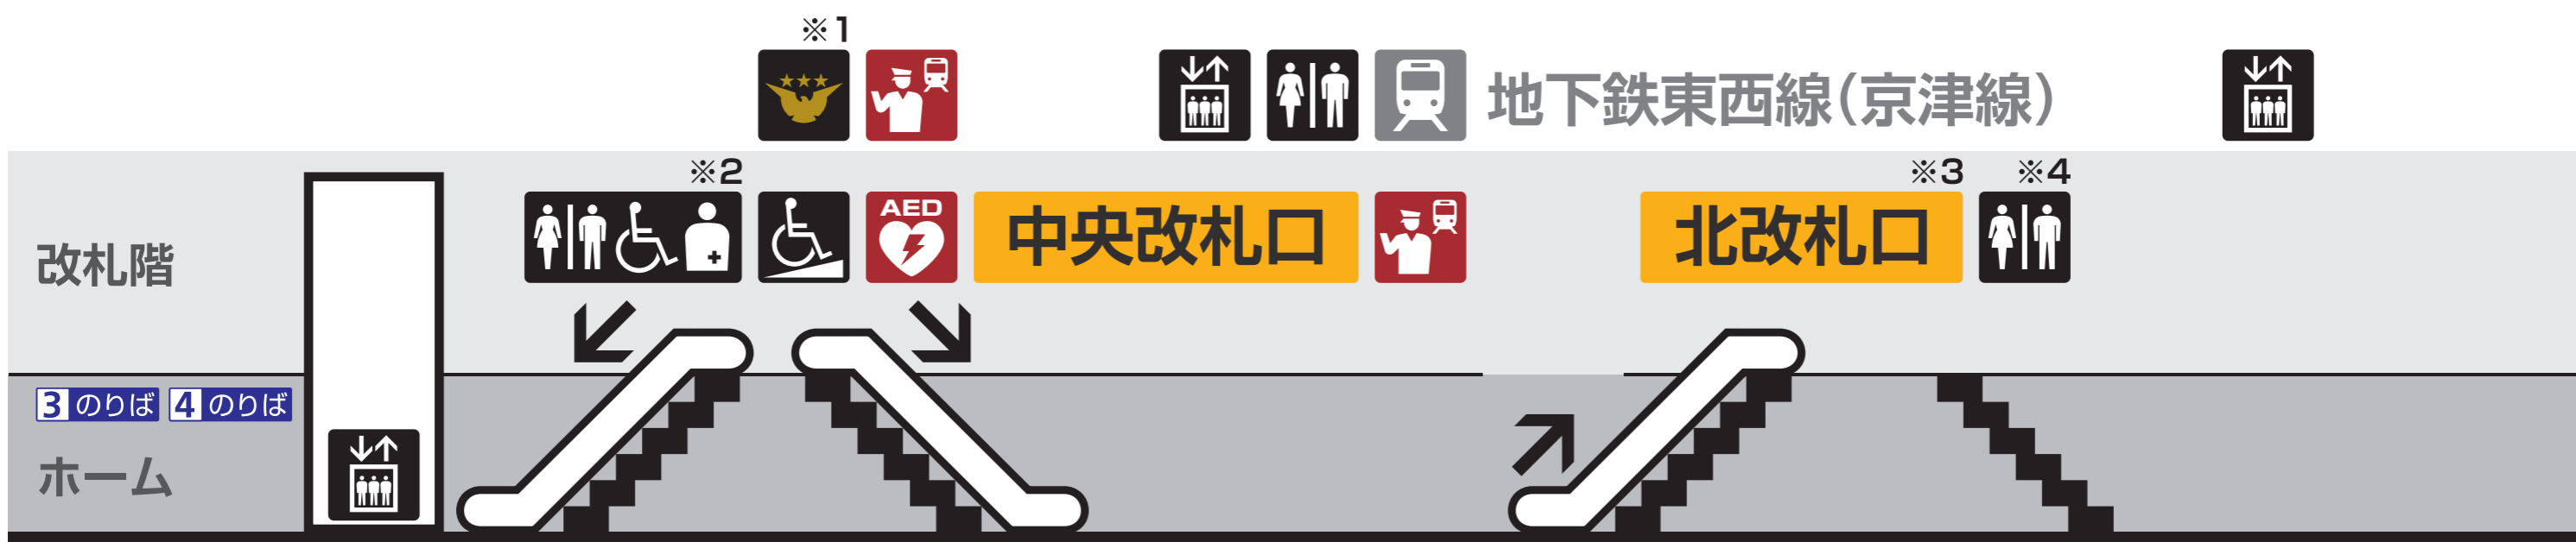 ※1
地下鉄東西線(京津線)
※2 ※3 ※4
改札階 AED 中央改札口 北改札口
3 のりば 4 のりば
ホーム